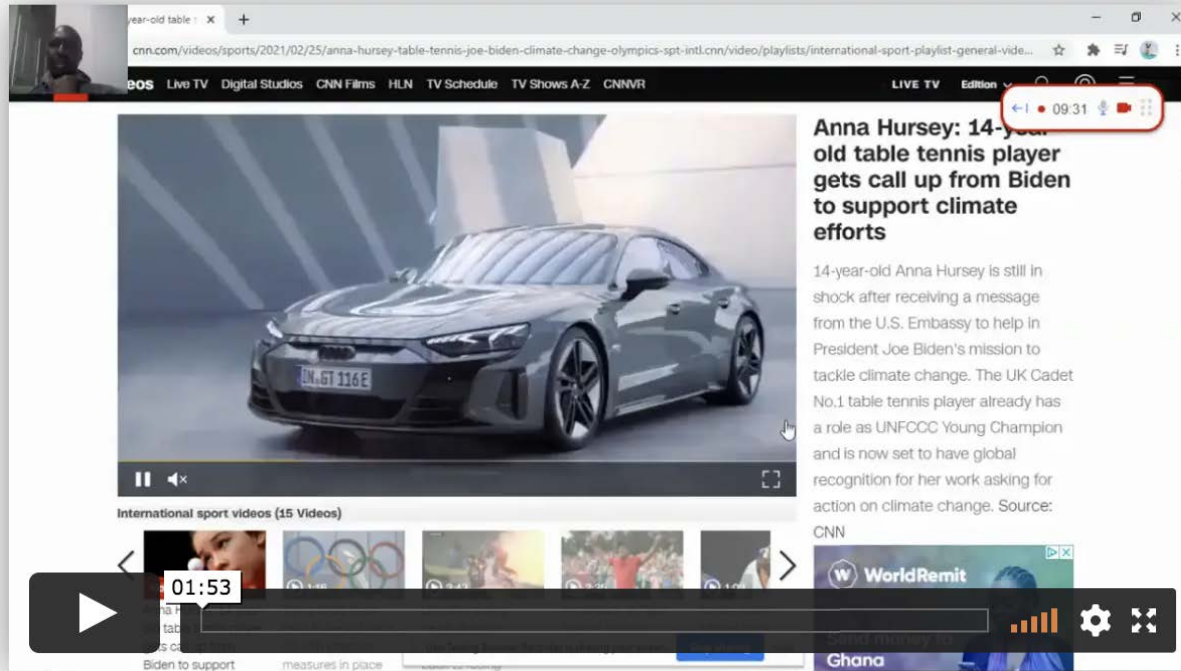 year-old table
cnn.com/videos/sports/2021/02/25/anna-hursey-table-tennis-joe-biden-climate-change-olympics-spt-intl.cnn/video/playlists/international-sport-playlist-general-vide...
eos Live TV Digital Studios CNN Films HLN TV Schedule TV Shows A-Z CNNVR LIVE TV Edition
09:31
Anna Hursey: 14-year-
old table tennis player
gets call up from Biden
to support climate
efforts
14-year-old Anna Hursey is still in
shock after receiving a message
from the U.S. Embassy to help in
President Joe Biden's mission to
tackle climate change. The UK Cadet
No.1 table tennis player already has
a role as UNFCCC Young Champion
and is now set to have global
recognition for her work asking for
action on climate change. Source:
CNN
IN GT 116E
International sport videos (15 Videos)
1:16
WorldRemit
01:53
Send money to
Ghana
Biden to support
measures in place